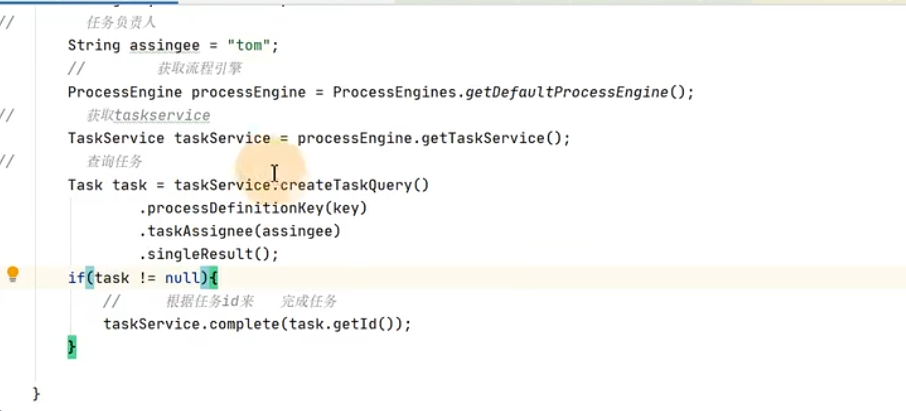 //        任务负责人
String assingee = "tom";
//        获取流程引擎
ProcessEngine processEngine = ProcessEngines.getDefaultProcessEngine();
//        获取taskservice
TaskService taskService = processEngine.getTaskService();
//        查询任务
Task task = taskService.createTaskQuery()
.processDefinitionKey(key)
.taskAssignee(assingee)
.singleResult();
if(task != null){
//     根据任务id来   完成任务
taskService.complete(task.getId());
}
}